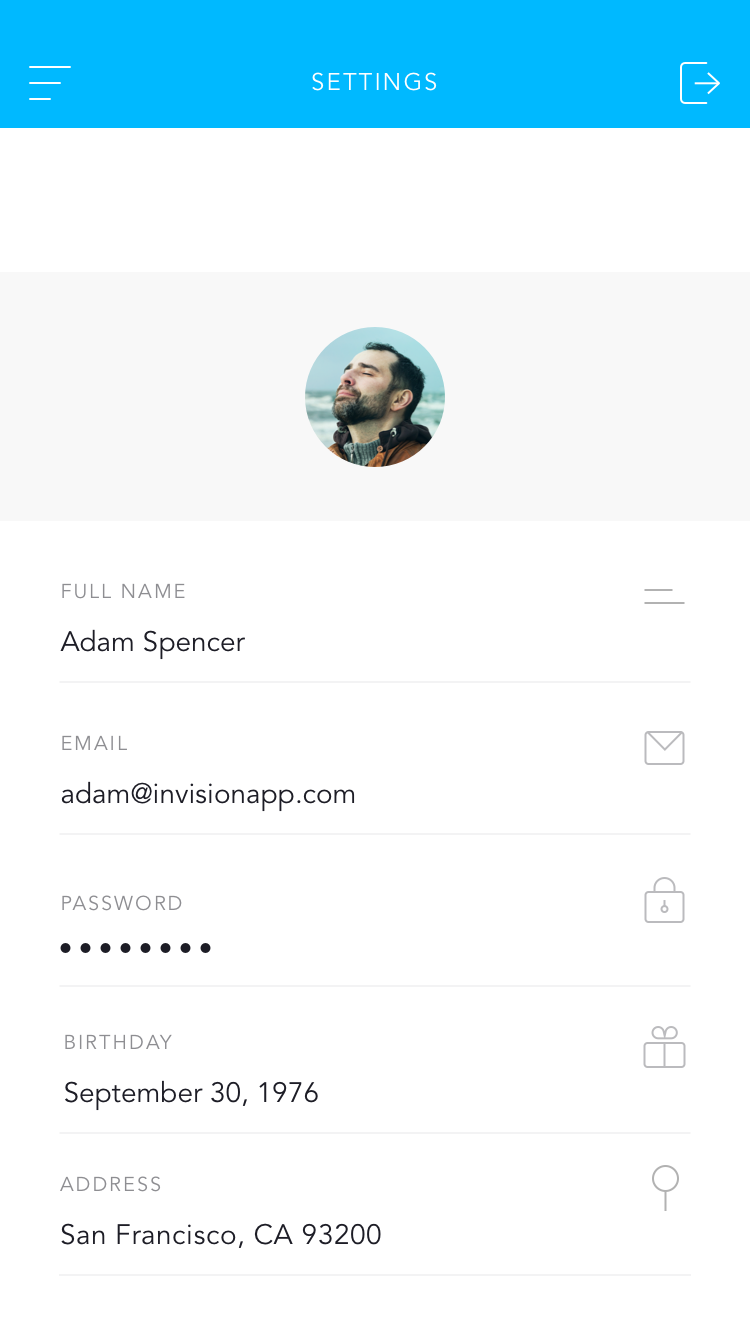 SETTINGS
FULL NAME
Adam Spencer
EMAIL
adam@invisionapp.com
PASSWORD
••••••••
BIRTHDAY
September 30, 1976
ADDRESS
San Francisco, CA 93200